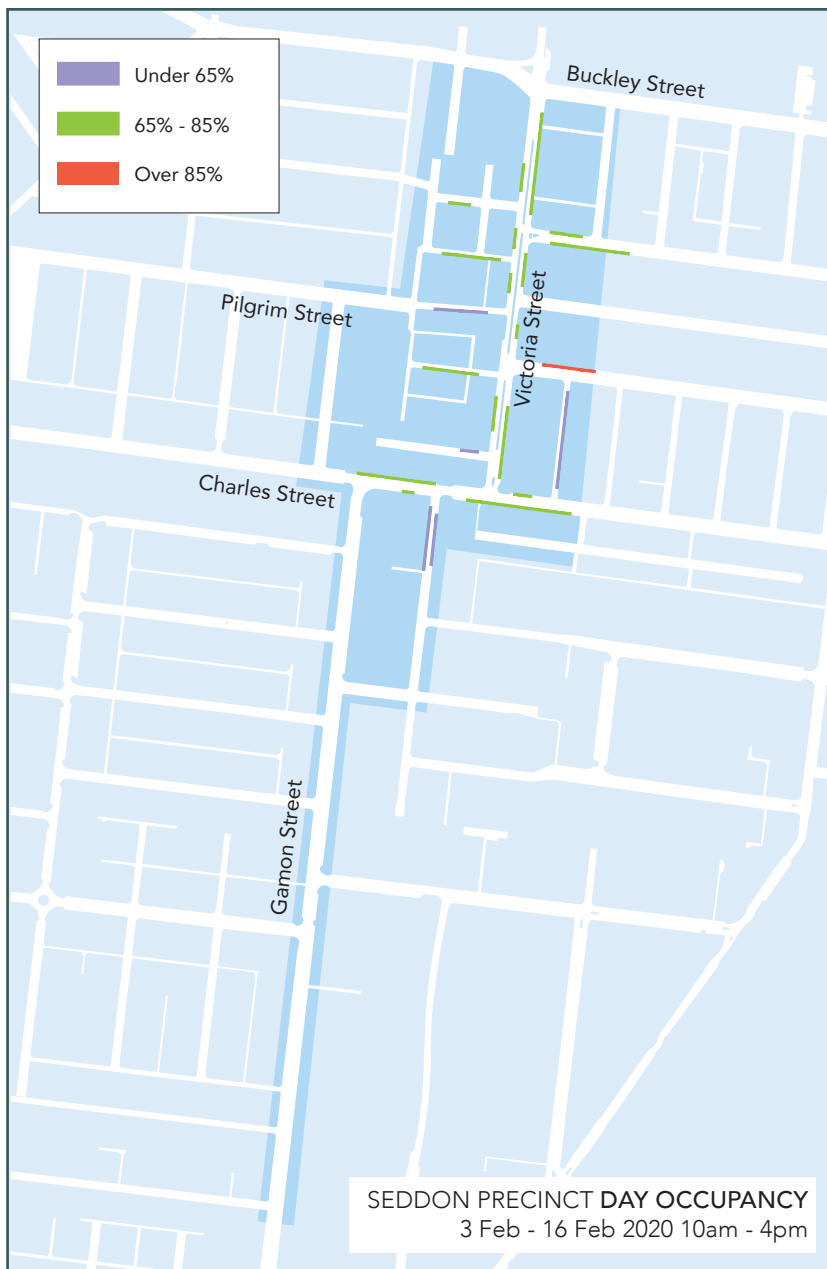 Under 65%
65% - 85%
Over 85%
Buckley Street
Pilgrim Street
Victoria Street
Charles Street
Gamon Street
SEDDON PRECINCT DAY OCCUPANCY
3 Feb - 16 Feb 2020 10am - 4pm